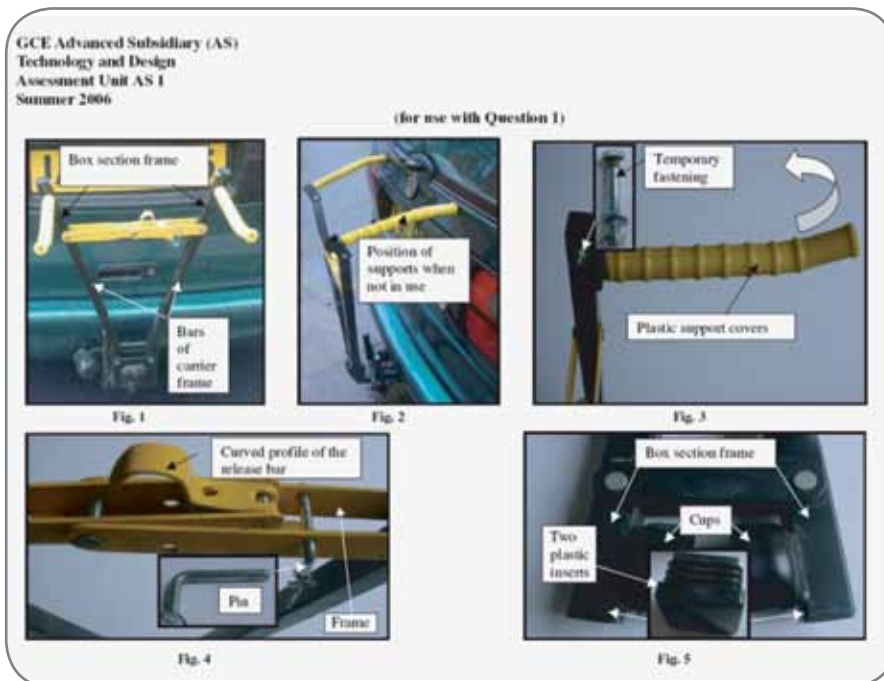 GCE Advanced Subsidiary (AS)
Technology and Design
Assessment Unit AS 1
Summer 2006
(for use with Question 1)
Box section frame
Bars
of
carrier
frame
Fig. 1
Position of
supports when
not in use
Fig. 2
Temporary
fastening
Plastic support covers
Fig. 3
Curved profile of the
release bar
Pin
Frame
Fig. 4
Box section frame
Cups
Two
plastic
inserts
Fig. 5